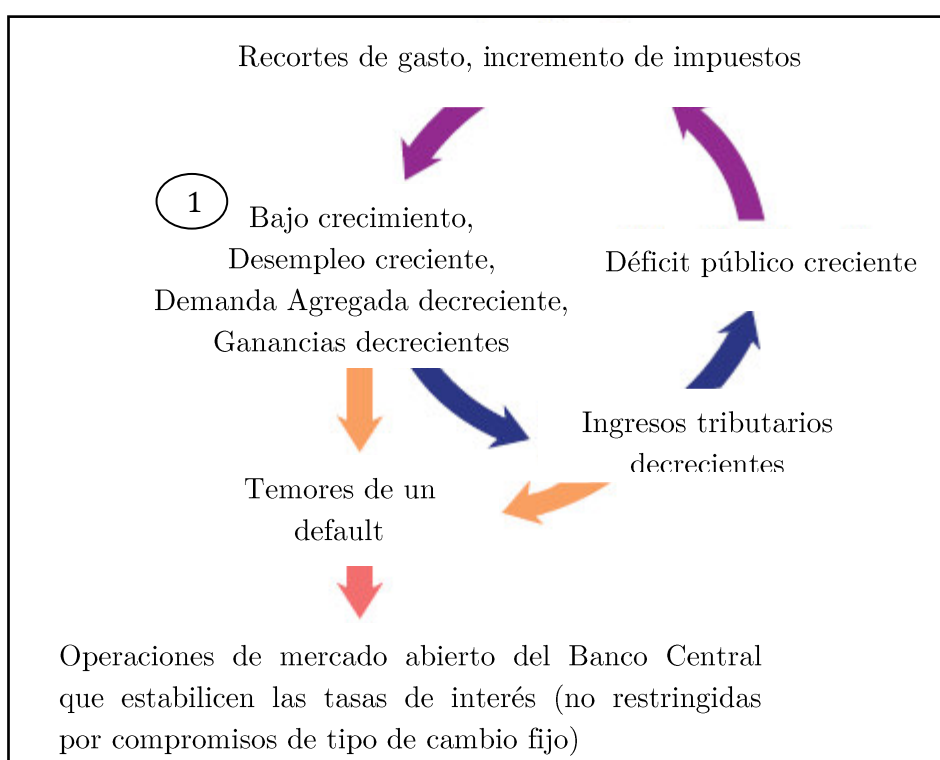 Recortes de gasto, incremento de impuestos
1
Bajo crecimiento,
Desempleo creciente,
Demanda Agregada decreciente,
Ganancias decrecientes
Déficit público creciente
Ingresos tributarios
decrecientes
Temores de un
default
Operaciones de mercado abierto del Banco Central
que estabilicen las tasas de interés (no restringidas
por compromisos de tipo de cambio fijo)